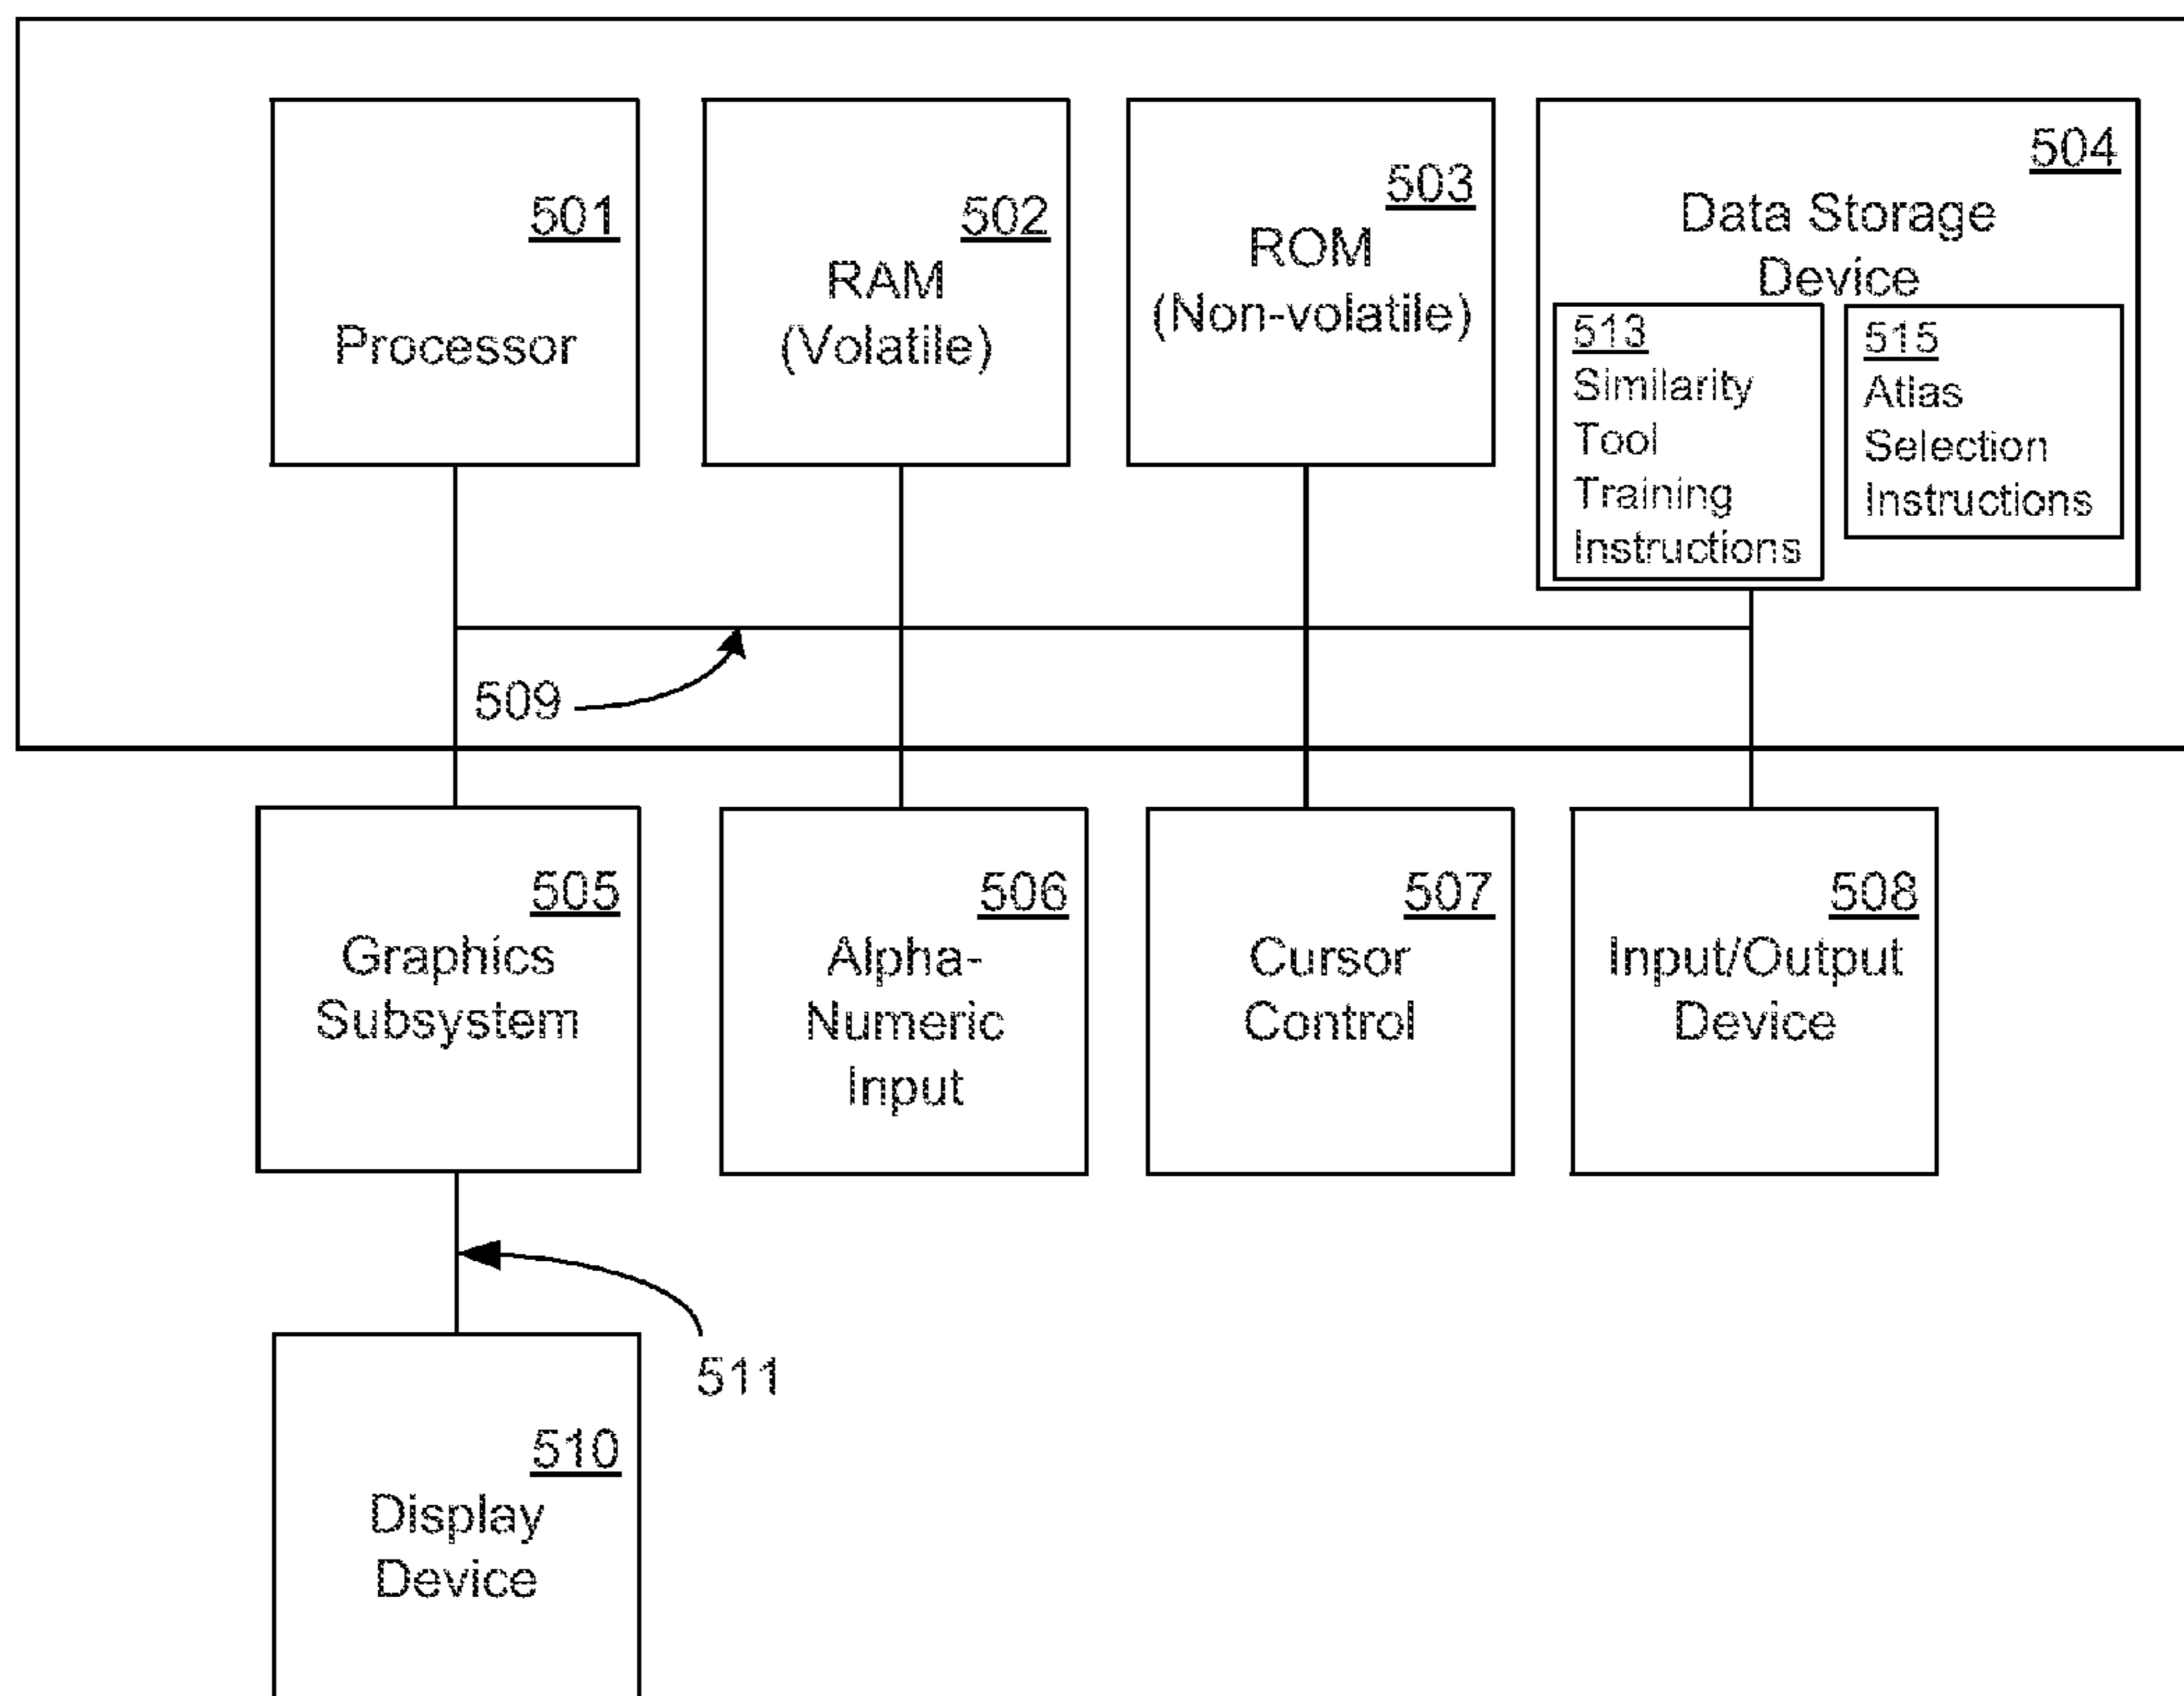 501
Processor
502
RAM
(Volatile)
503
ROM
(Non-volatile)
504
Data Storage
Device
513
Similarity
Tool
Training
Instructions
515
Atlas
Selection
Instructions
509
505
Graphics
Subsystem
506
Alpha-
Numeric
Input
507
Cursor
Control
508
Input/Output
Device
511
510
Display
Device